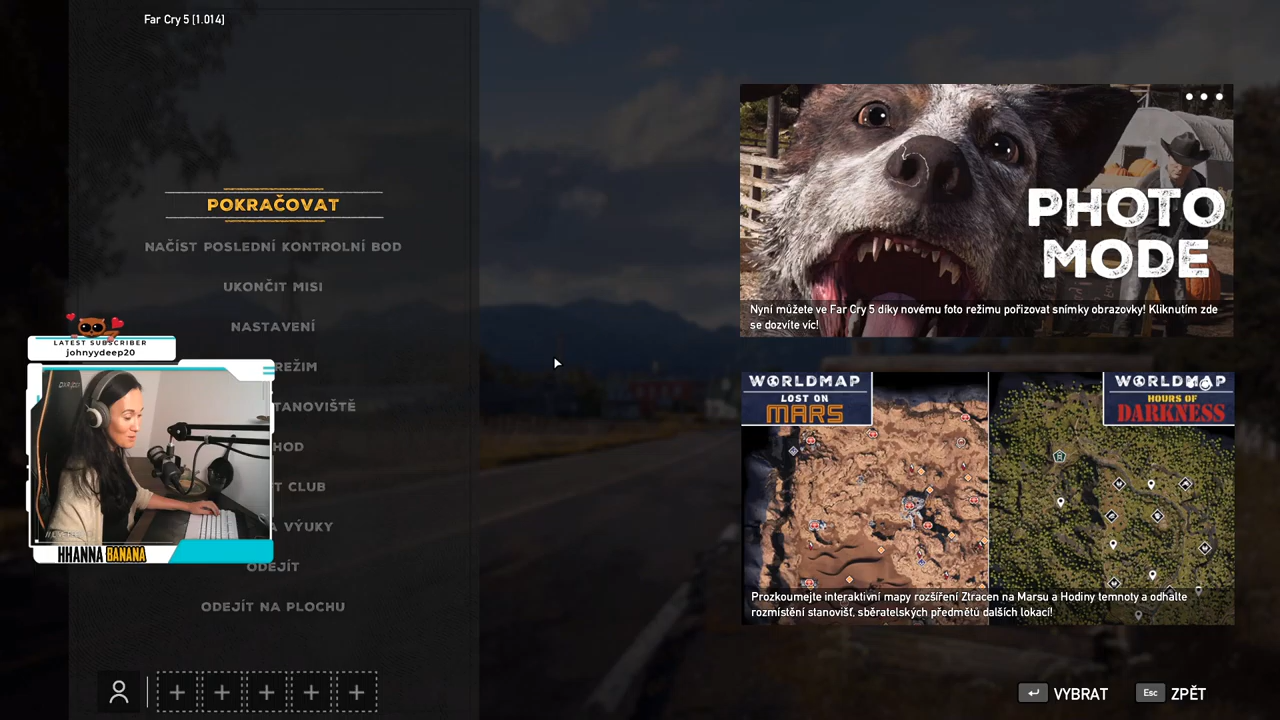 Far Cry 5 [1.014]
POKRAČOVAT
NAČÍST POSLEDNÍ KONTROLNÍ BOD
UKONČIT MISI
NASTAVENÍ
REŽIM
TANOVIŠTĚ
HOD
T CLUB
A VÝUKY
ODEJÍT
ODEJÍT NA PLOCHU
LATEST SUBSCRIBER
johnyydeep20
HHANNA BANANA
PHOTO
MODE
Nyní můžete ve Far Cry 5 díky novému foto režimu pořizovat snímky obrazovky! Kliknutím zde
se dozvíte víc!
WORLDMAP
LOST ON
MARS
WORLDMAP
HOURS OF
DARKNESS
Prozkoumejte interaktivní mapy rozšíření Ztracen na Marsu a Hodiny temnoty a odhalte
rozmístění stanovišť, sběratelských předmětů dalších lokací!
VYBRAT
Esc ZPĚT